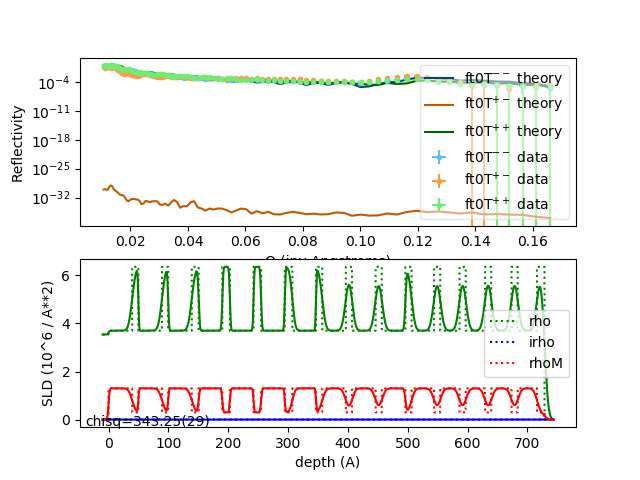 10⁻⁴
10⁻¹¹
10⁻¹⁸
10⁻²⁵
10⁻³²
Reflectivity
ft0T⁻⁻ theory
ft0T⁺⁻ theory
ft0T⁺⁺ theory
ft0T⁻⁻ data
ft0T⁺⁻ data
ft0T⁺⁺ data
0.02 0.04 0.06 0.08 0.10 0.12 0.14 0.16
Q (inv Angstroms)
6
4
2
0
SLD (10^6 / A**2)
rho
irho
rhoM
chisq=343.25(29)
0 100 200 300 400 500 600 700
depth (A)